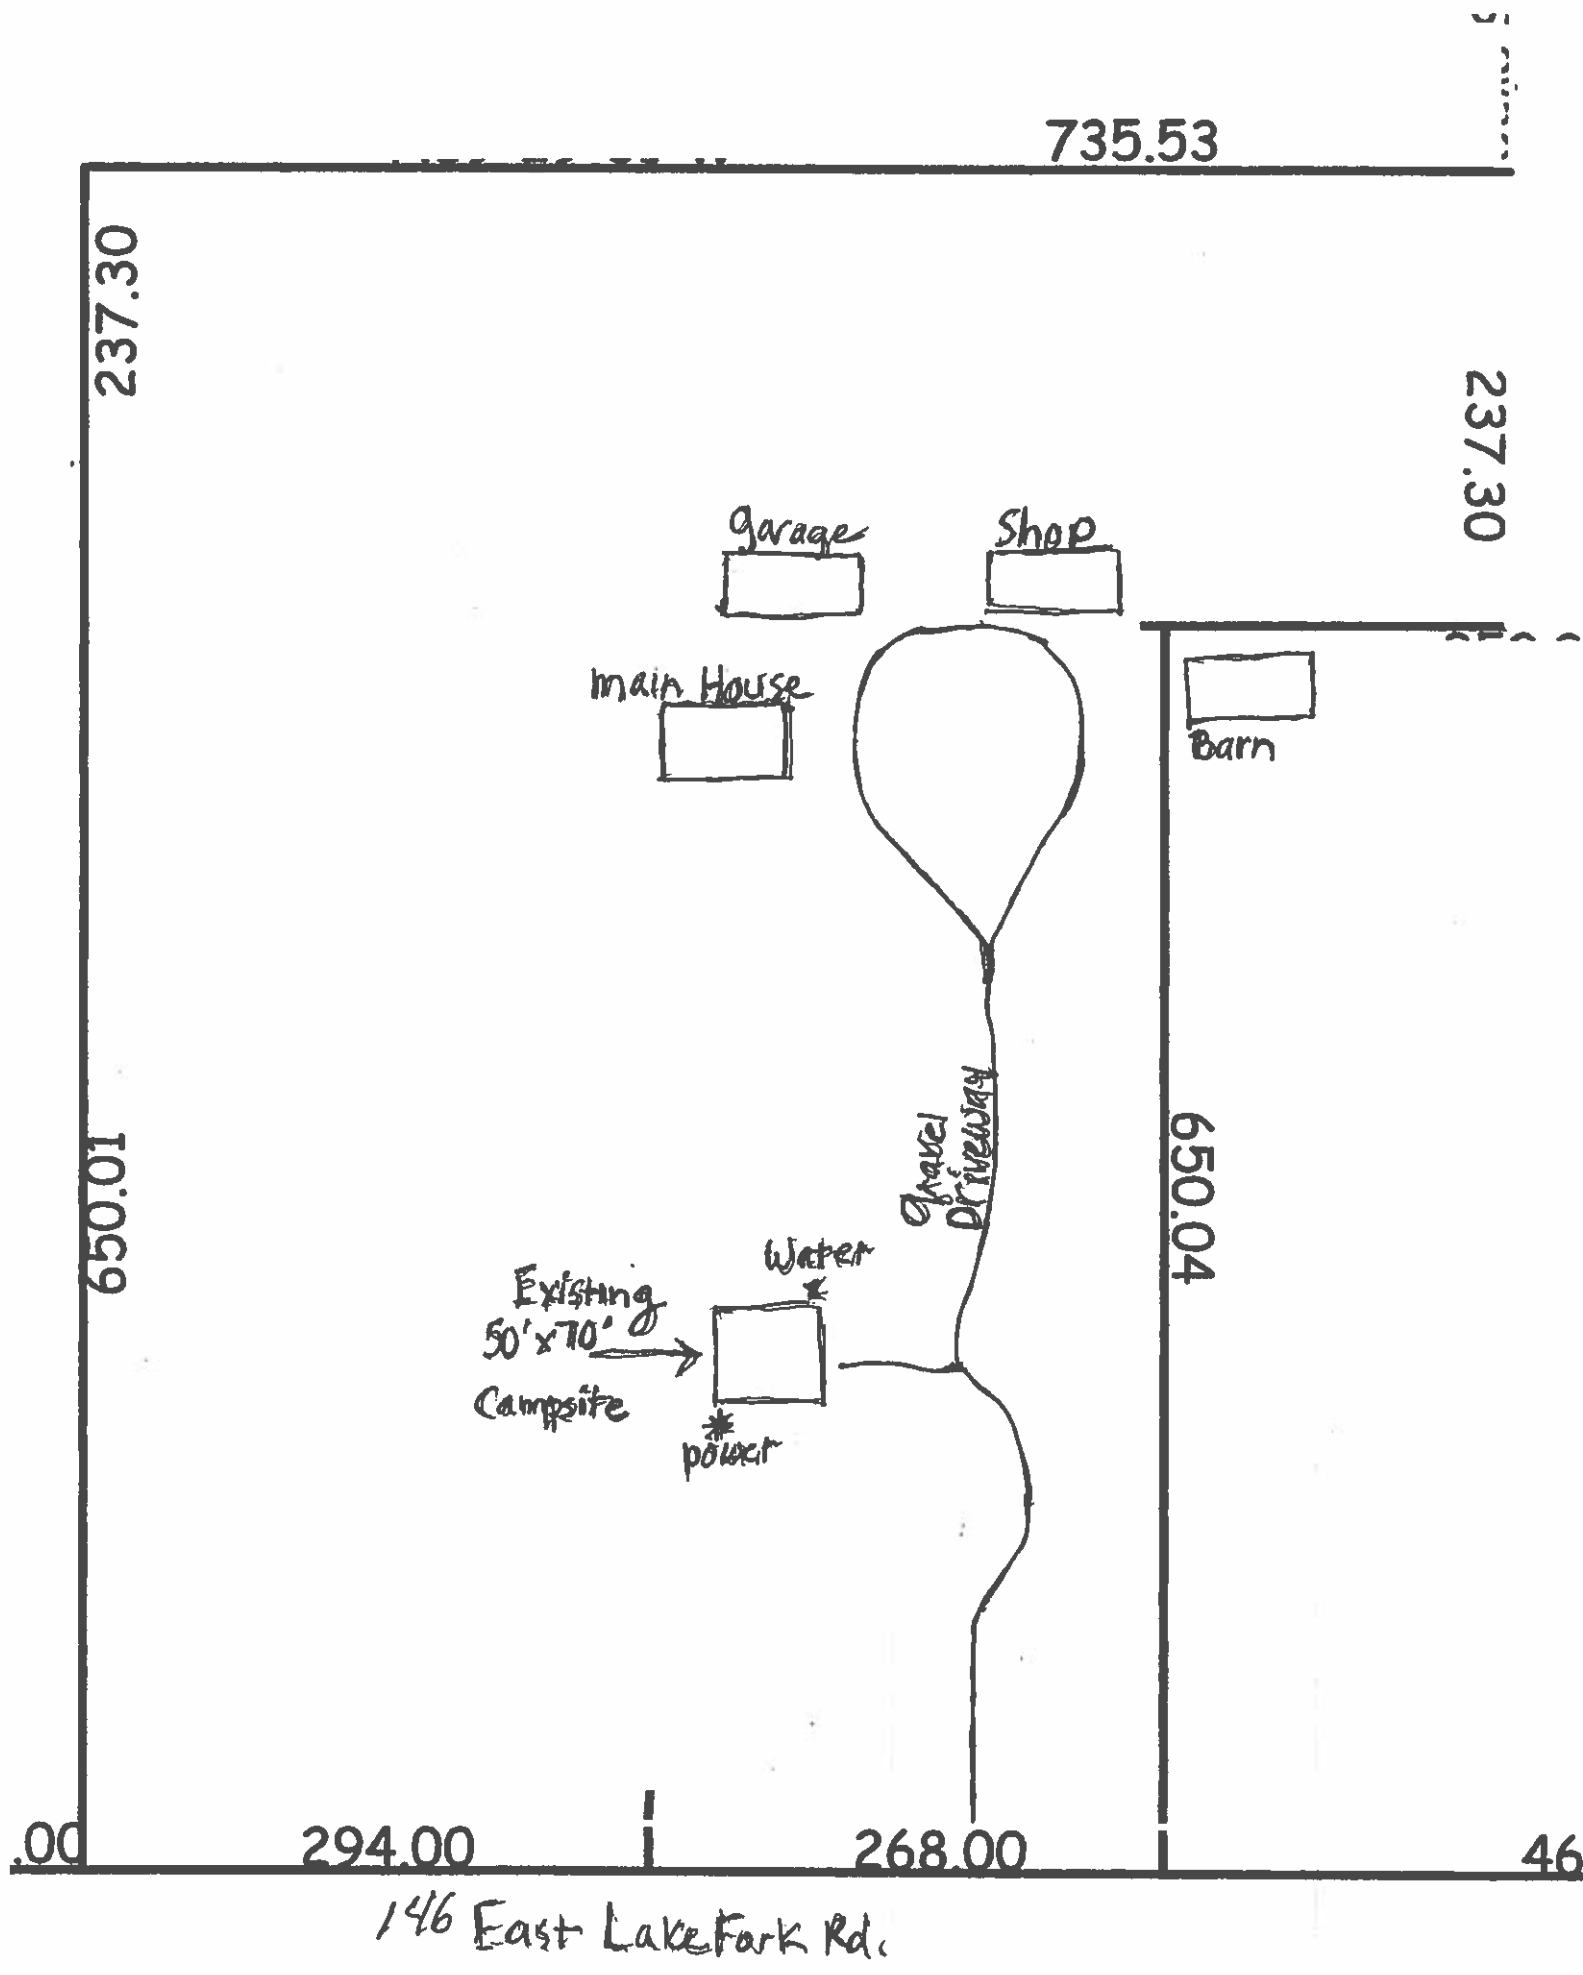 735.53
237.30
237.30
garage
Shop
main House
Barn
gravel
Driveway
650.01
650.04
Water
Existing
50'x70'
Campsite
power
.00
294.00
268.00
46
146 East Lake Fork Rd.